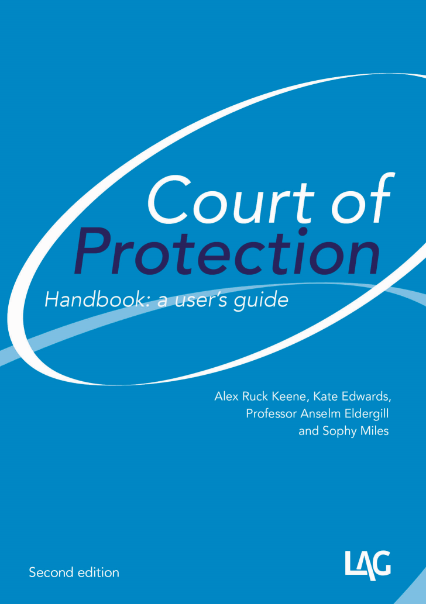 Court of
Protection
Handbook: a user's guide
Alex Ruck Keene, Kate Edwards,
Professor Anselm Eldergill
and Sophy Miles
Second edition
LAG